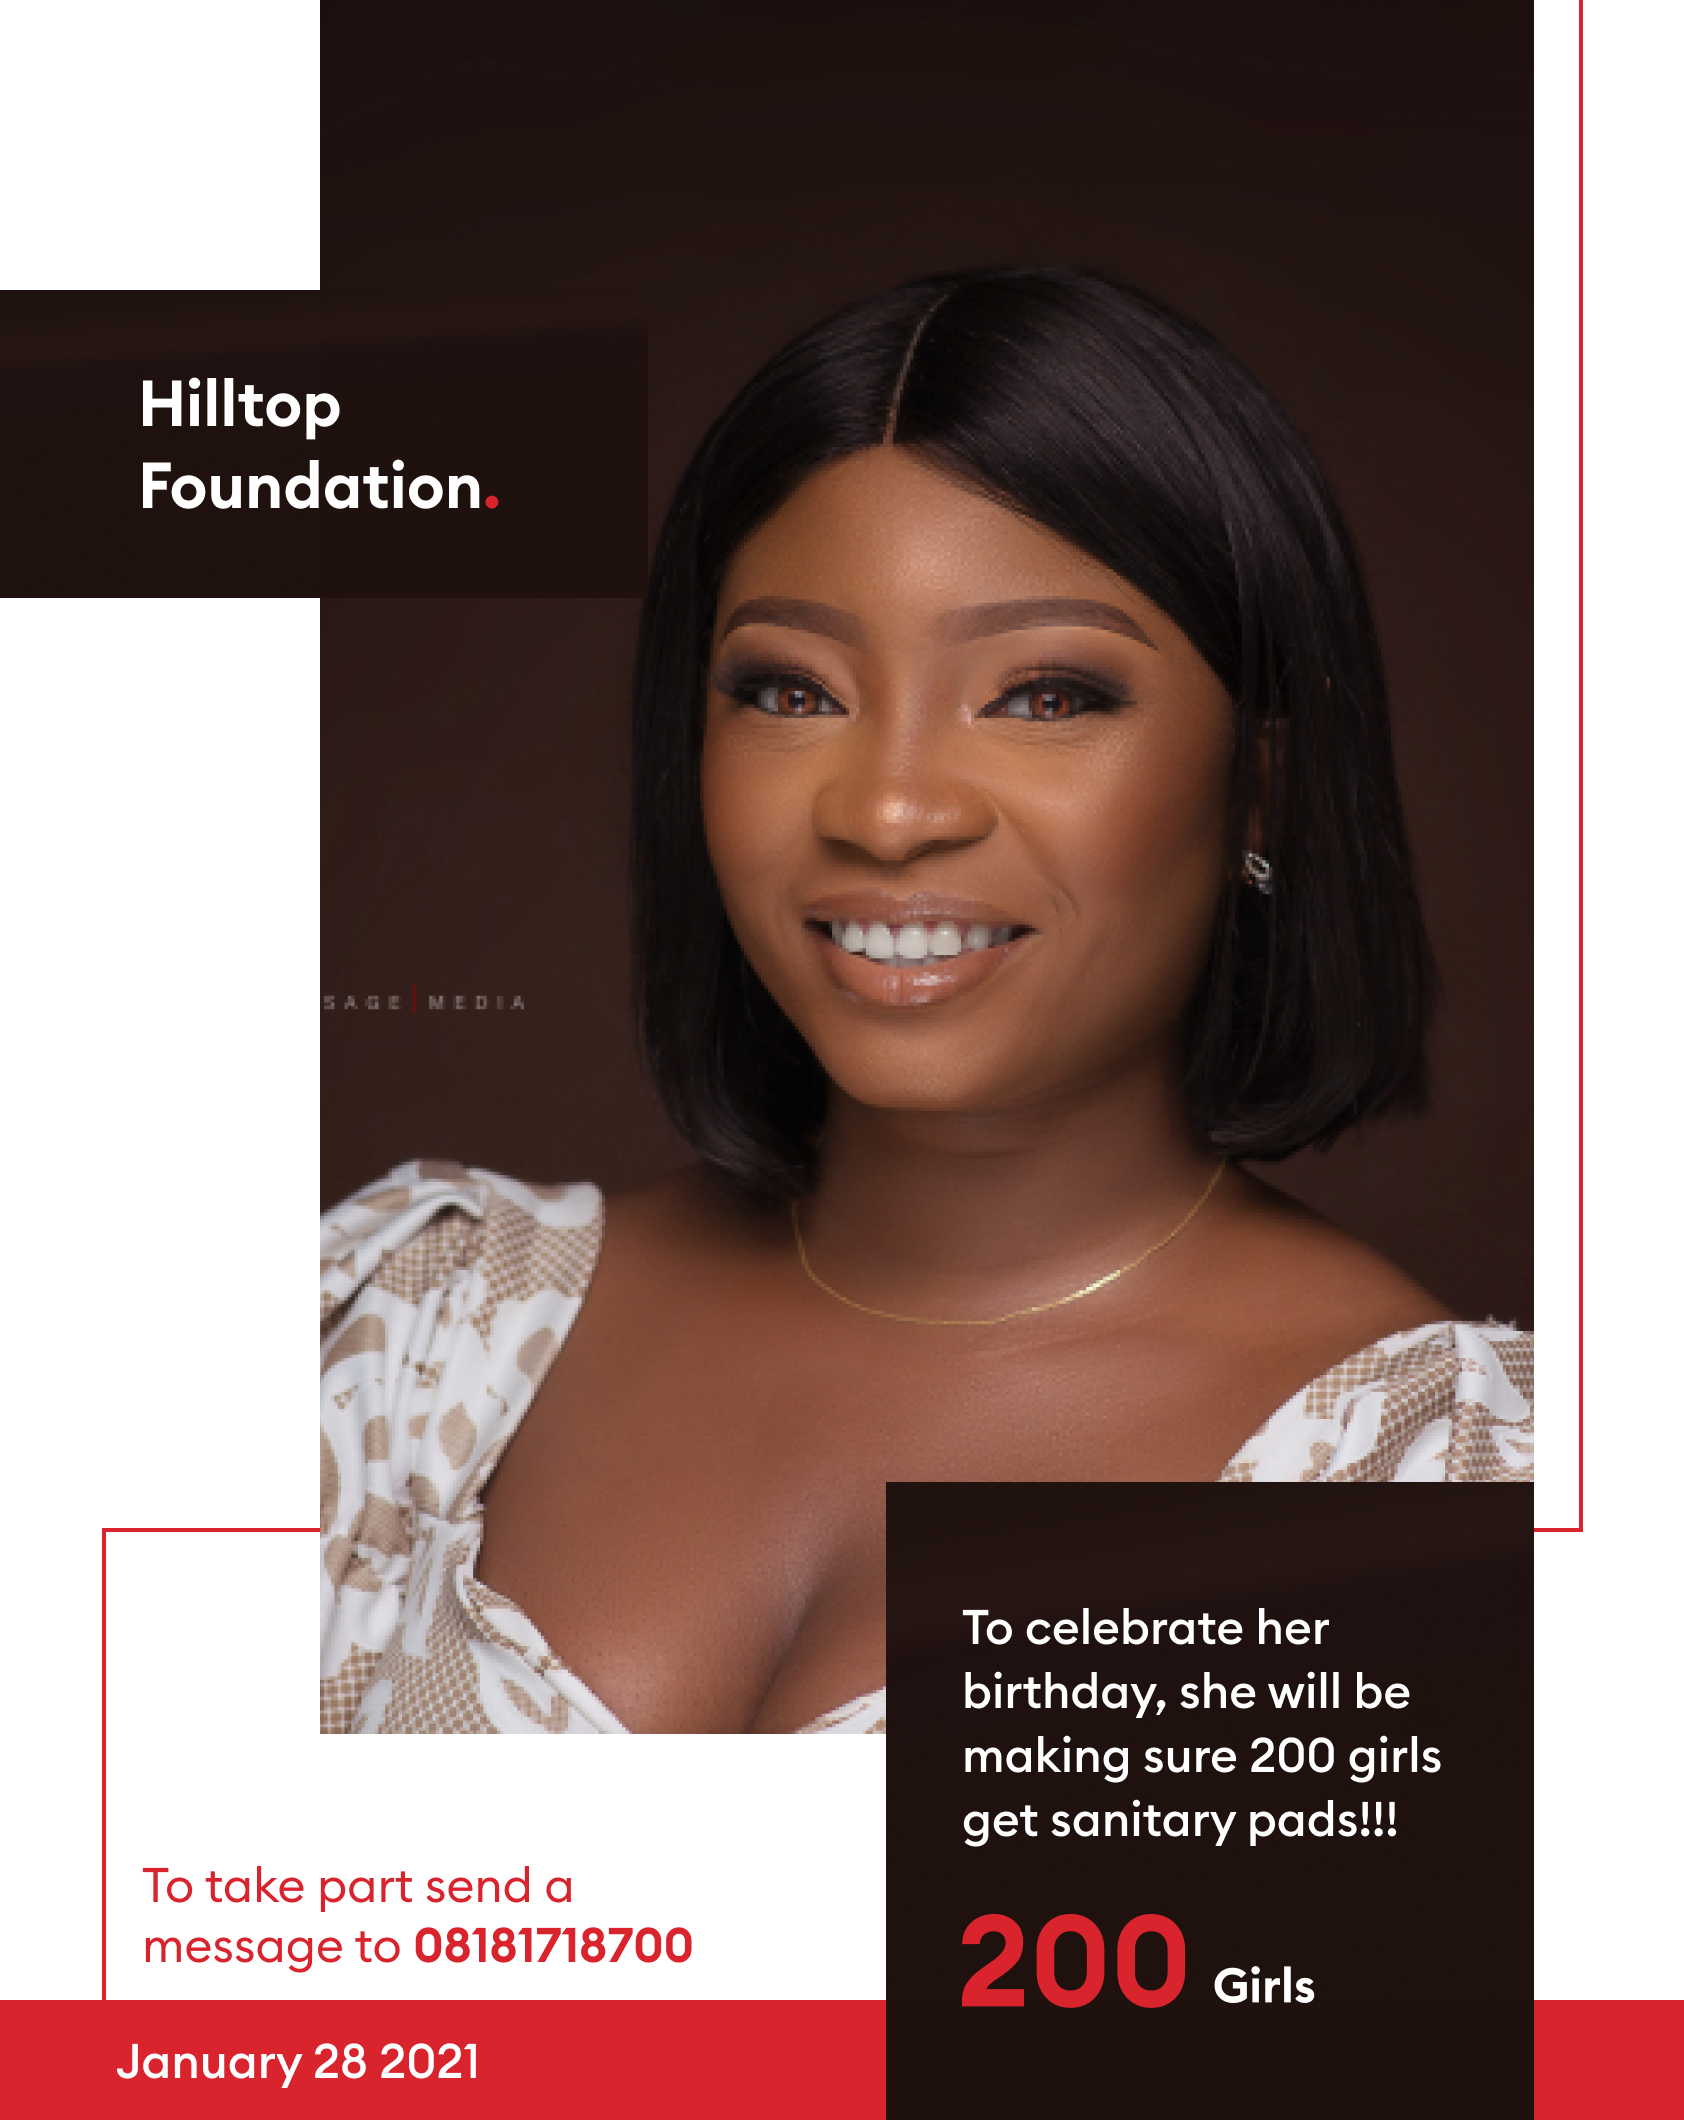 Hilltop
Foundation.
SAGE | MEDIA
To celebrate her
birthday, she will be
making sure 200 girls
get sanitary pads!!!
200 Girls
To take part send a
message to 08181718700
January 28 2021